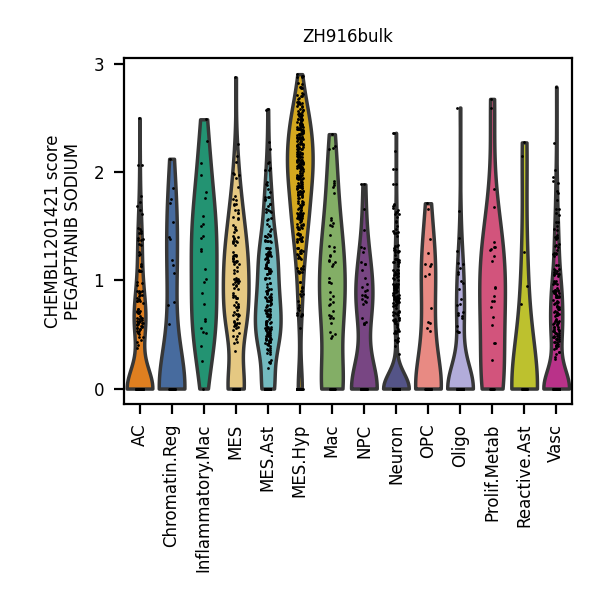 ZH916bulk
CHEMBL1201421 score
PEGAPTANIB SODIUM
3
2
1
0
AC
Chromatin.Reg
Inflammatory.Mac
MES
MES.Ast
MES.Hyp
Mac
NPC
Neuron
OPC
Oligo
Prolif.Metab
Reactive.Ast
Vasc